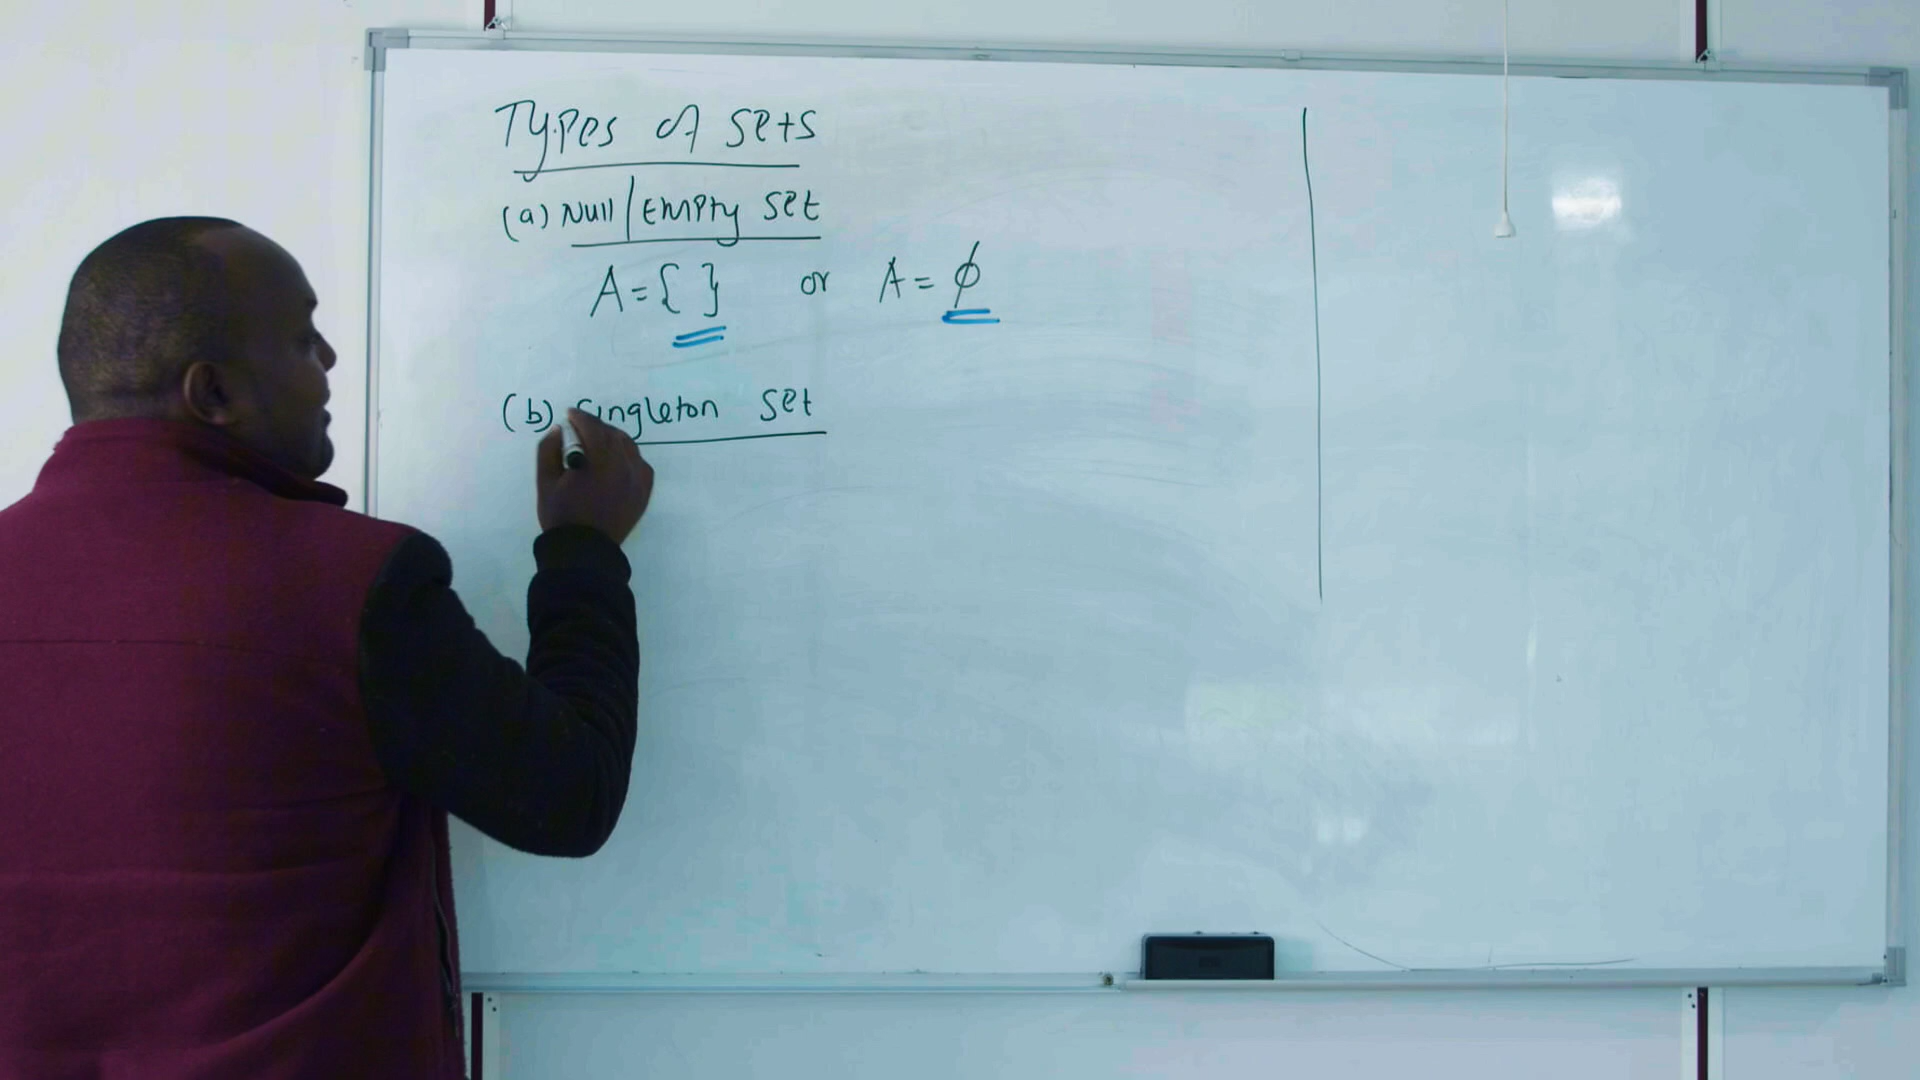 Types of sets
(a) Null/Empty set
A={ } or A= ϕ
(b) Singleton set